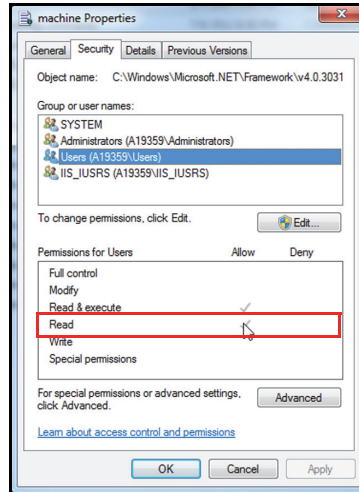 machine Properties
General Security Details Previous Versions
Object name: C:\Windows\Microsoft.NET\Framework\v4.0.3031
Group or user names:
SYSTEM
Administrators (A19359\Administrators)
Users (A19359\Users)
IIS_IUSRS (A19359\IIS_IUSRS)
To change permissions, click Edit. Edit...
Permissions for Users Allow Deny
Full control
Modify
Read & execute
Read
Write
Special permissions
For special permissions or advanced settings, Advanced
click Advanced.
Learn about access control and permissions
OK Cancel Apply